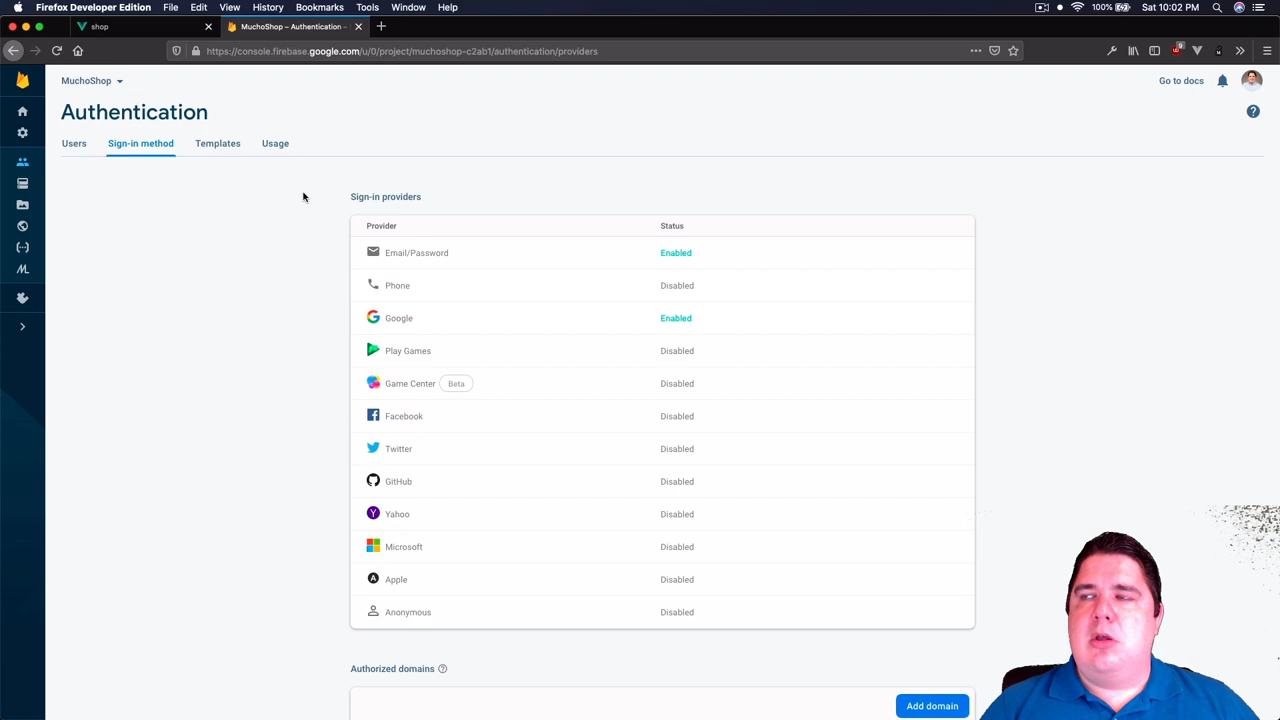 Firefox Developer Edition File Edit View History Bookmarks Tools Window Help 100% Sat 10:02 PM
shop MuchoShop – Authentication –
https://console.firebase.google.com/u/0/project/muchoshop-c2ab1/authentication/providers 9
MuchoShop Go to docs
Authentication
Users Sign-in method Templates Usage
Sign-in providers
Provider Status
Email/Password Enabled
Phone Disabled
Google Enabled
Play Games Disabled
Game Center Beta Disabled
Facebook Disabled
Twitter Disabled
GitHub Disabled
Yahoo Disabled
Microsoft Disabled
Apple Disabled
Anonymous Disabled
Authorized domains
Add domain